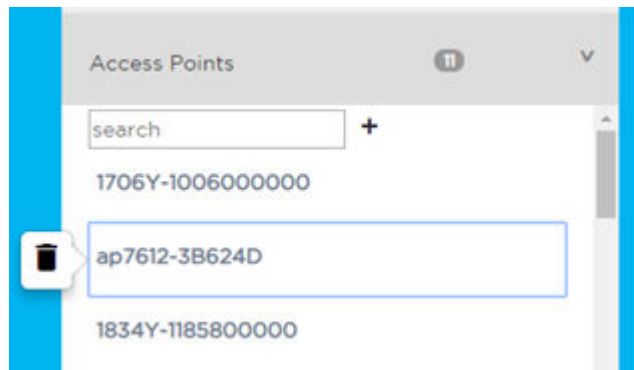 Access Points 11 v
search +
1706Y-1006000000
ap7612-3B624D
1834Y-1185800000